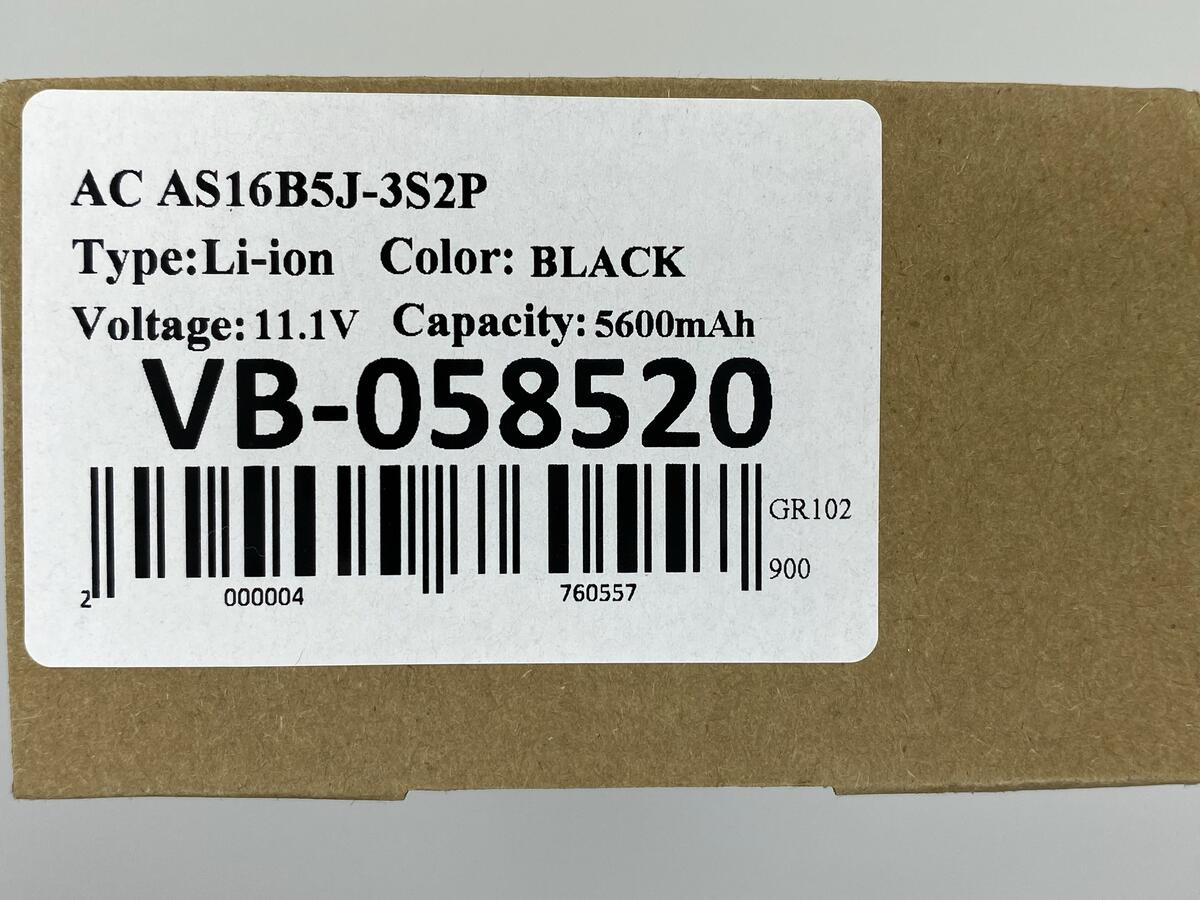 AC AS16B5J-3S2P
Type:Li-ion Color: BLACK
Voltage: 11.1V Capacity: 5600mAh
VB-058520
GR102
900
2 000004 760557